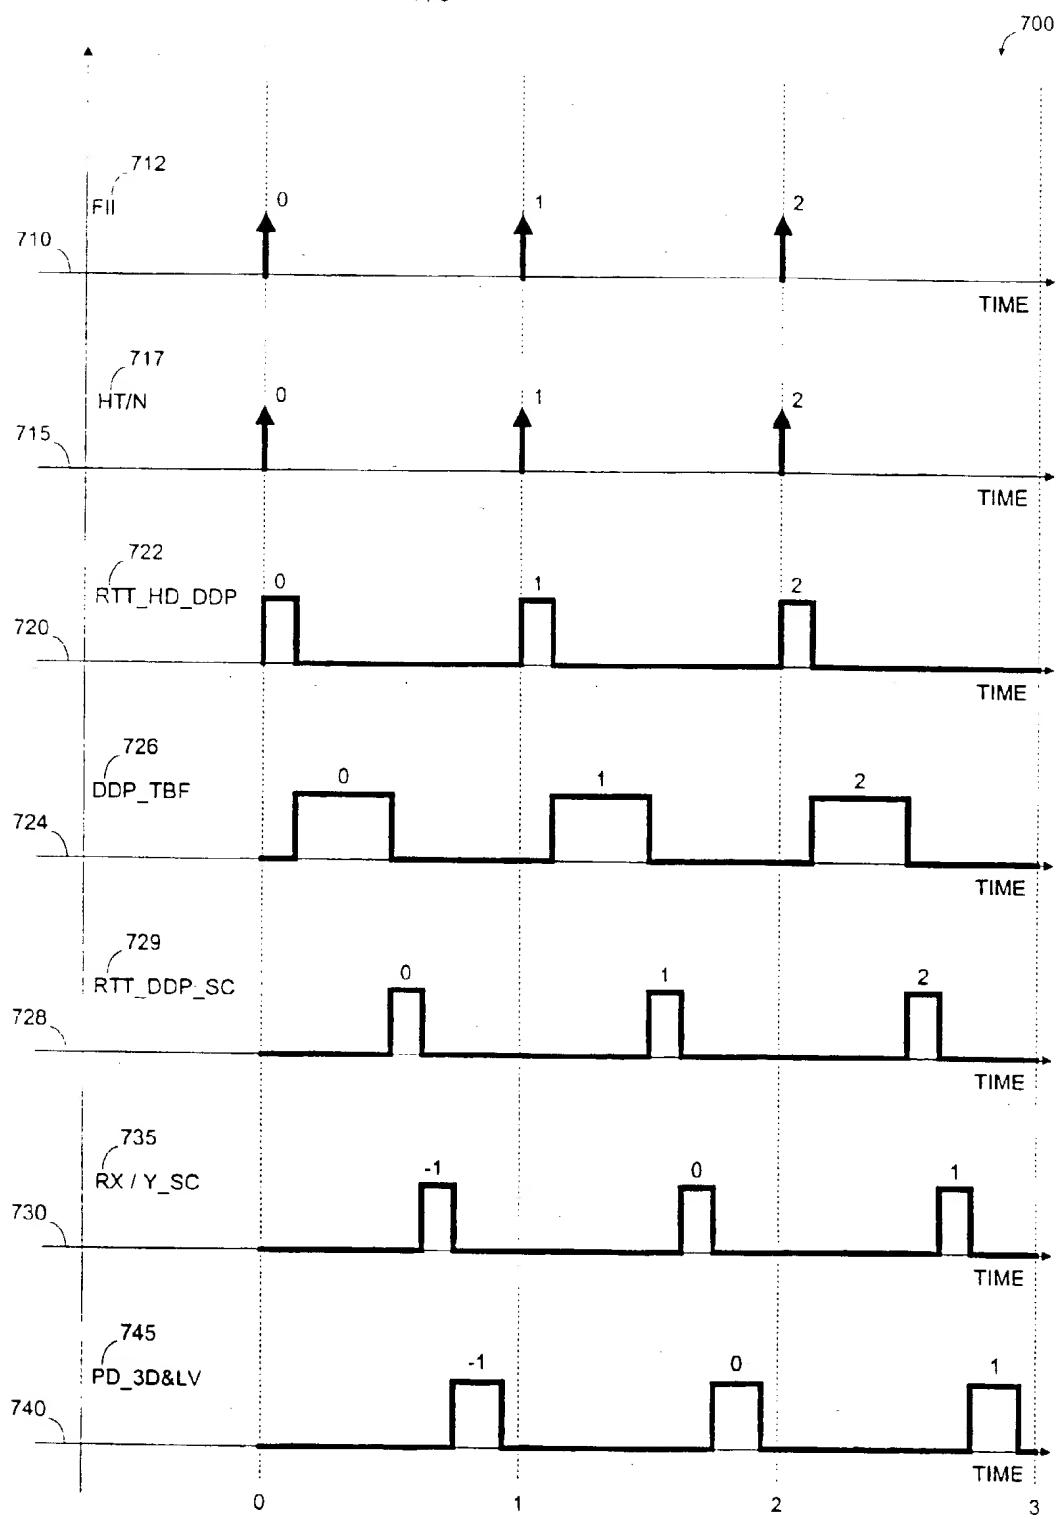 700
712
FII
0
1
2
710
TIME
717
HT/N
0
1
2
715
TIME
722
RTT_HD_DDP
0
1
2
720
TIME
726
DDP_TBF
0
1
2
724
TIME
729
RTT_DDP_SC
0
1
2
728
TIME
735
RX / Y_SC
-1
0
1
730
TIME
745
PD_3D&LV
-1
0
1
740
TIME
0
1
2
3